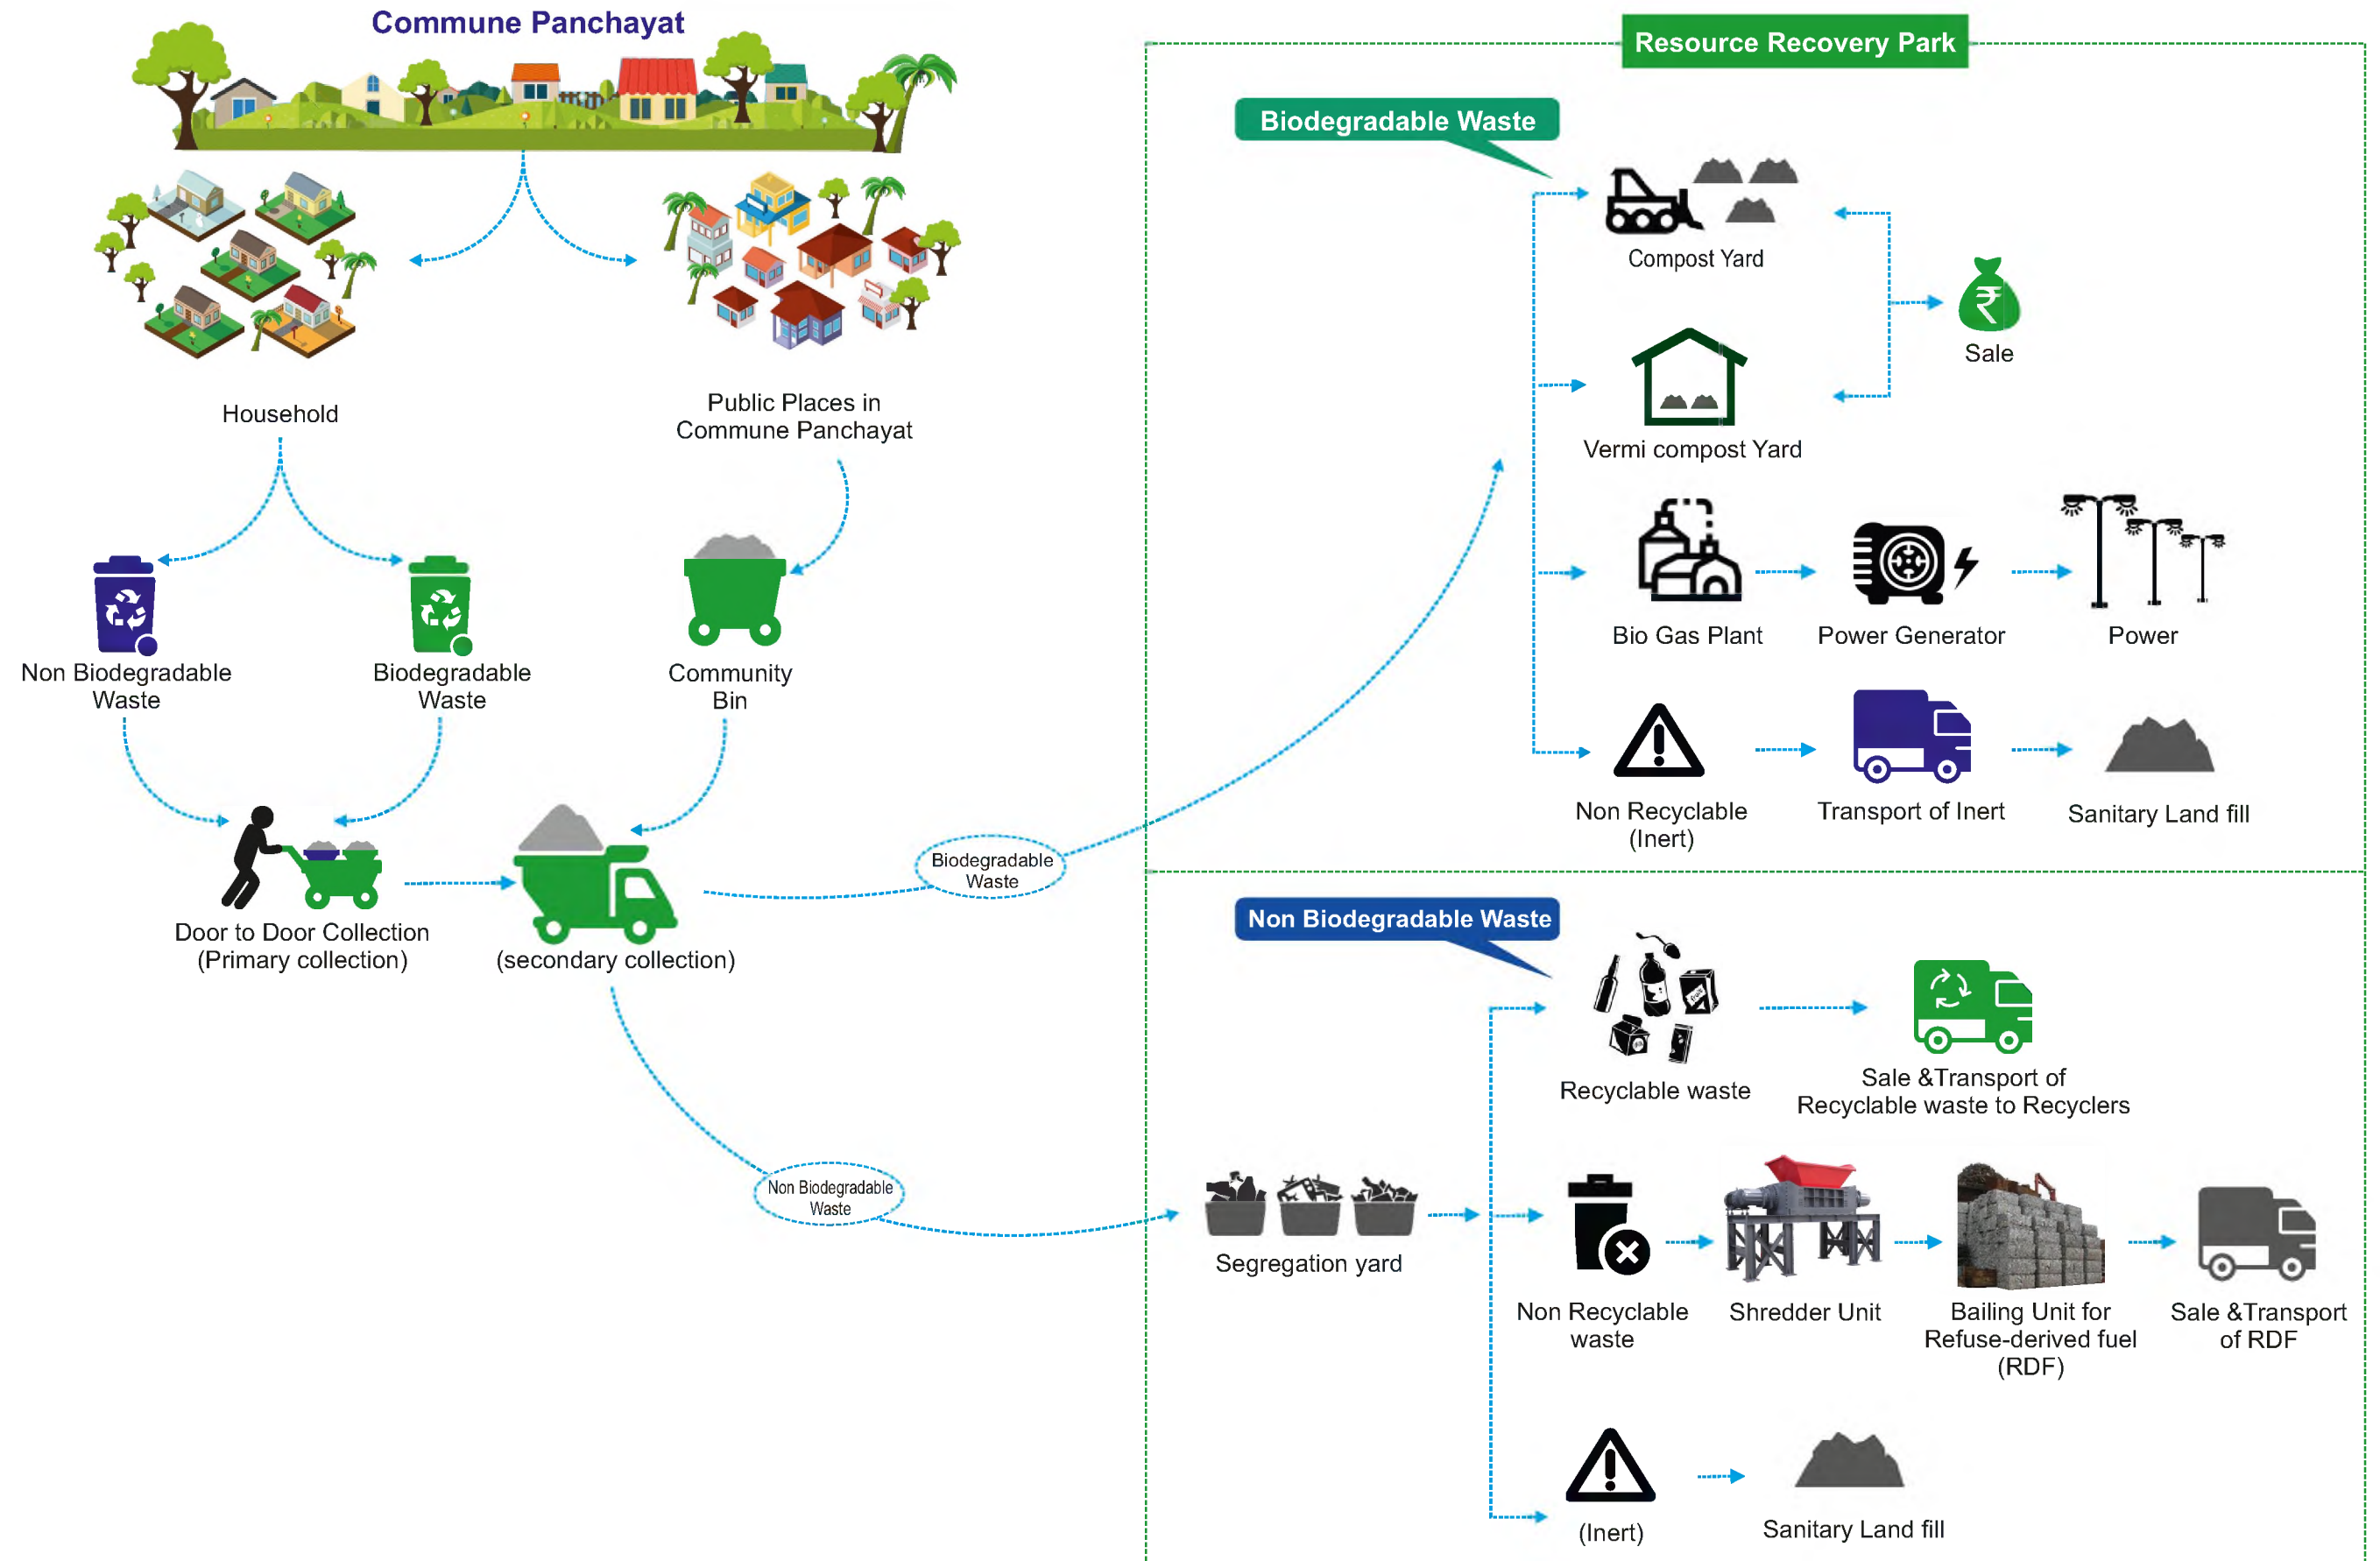 Commune Panchayat
Household
Public Places in
Commune Panchayat
Non Biodegradable
Waste
Biodegradable
Waste
Community
Bin
Door to Door Collection
(Primary collection)
(secondary collection)
Biodegradable
Waste
Non Biodegradable
Waste
Resource Recovery Park
Biodegradable Waste
Compost Yard
Sale
Vermi compost Yard
Bio Gas Plant
Power Generator
Power
Non Recyclable
(Inert)
Transport of Inert
Sanitary Land fill
Non Biodegradable Waste
Recyclable waste
Sale &Transport of
Recyclable waste to Recyclers
Segregation yard
Non Recyclable
waste
Shredder Unit
Bailing Unit for
Refuse-derived fuel
(RDF)
Sale &Transport
of RDF
(Inert)
Sanitary Land fill